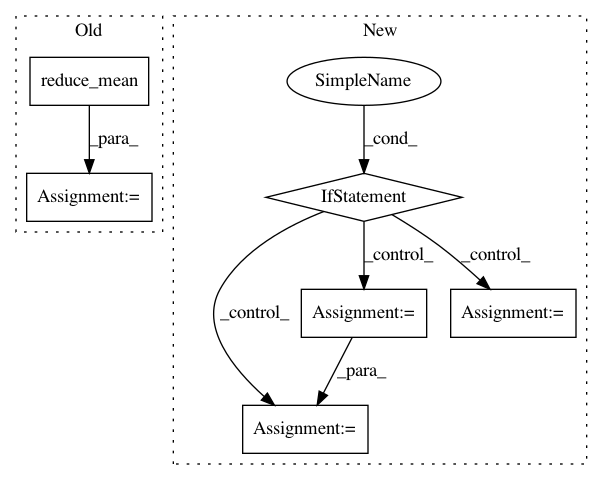 Old
New
reduce_mean
SimpleName
_para_
_cond_
Assignment:=
IfStatement
_control_
_control_
_control_
Assignment:=
Assignment:=
_para_
Assignment:=